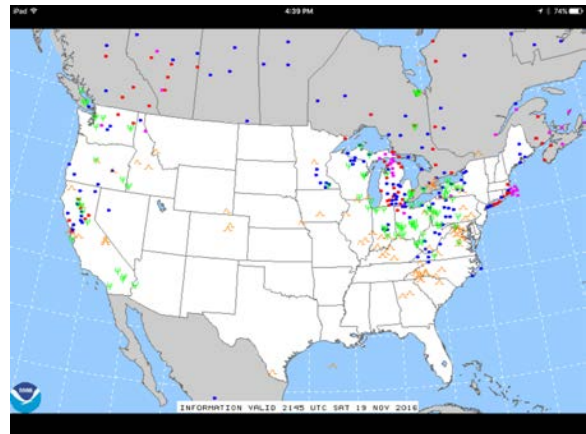 iPad 4:39 PM 74%
NOAA
INFORMATION VALID 2145 UTC SAT 19 NOV 2016